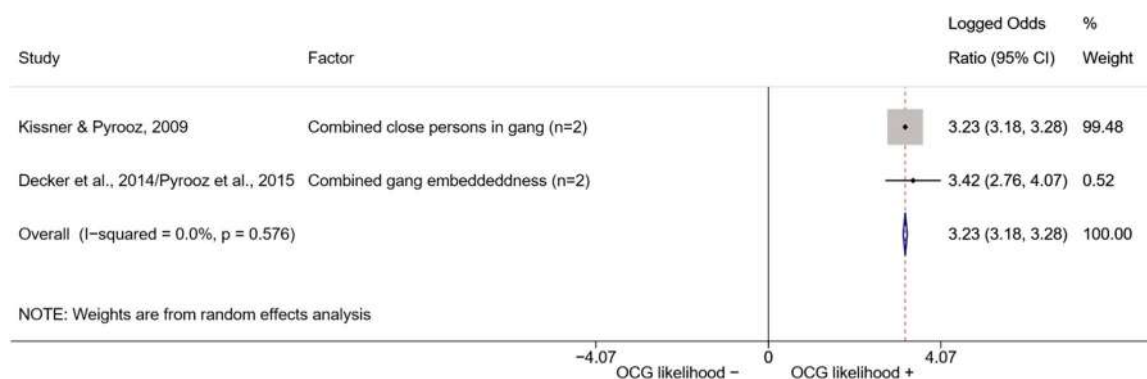 Logged Odds %
Study Factor Ratio (95% CI) Weight
Kissner & Pyrooz, 2009 Combined close persons in gang (n=2) 3.23 (3.18, 3.28) 99.48
Decker et al., 2014/Pyrooz et al., 2015 Combined gang embeddeddness (n=2) 3.42 (2.76, 4.07) 0.52
Overall (I−squared = 0.0%, p = 0.576) 3.23 (3.18, 3.28) 100.00
NOTE: Weights are from random effects analysis
−4.07 0 4.07
OCG likelihood − OCG likelihood +